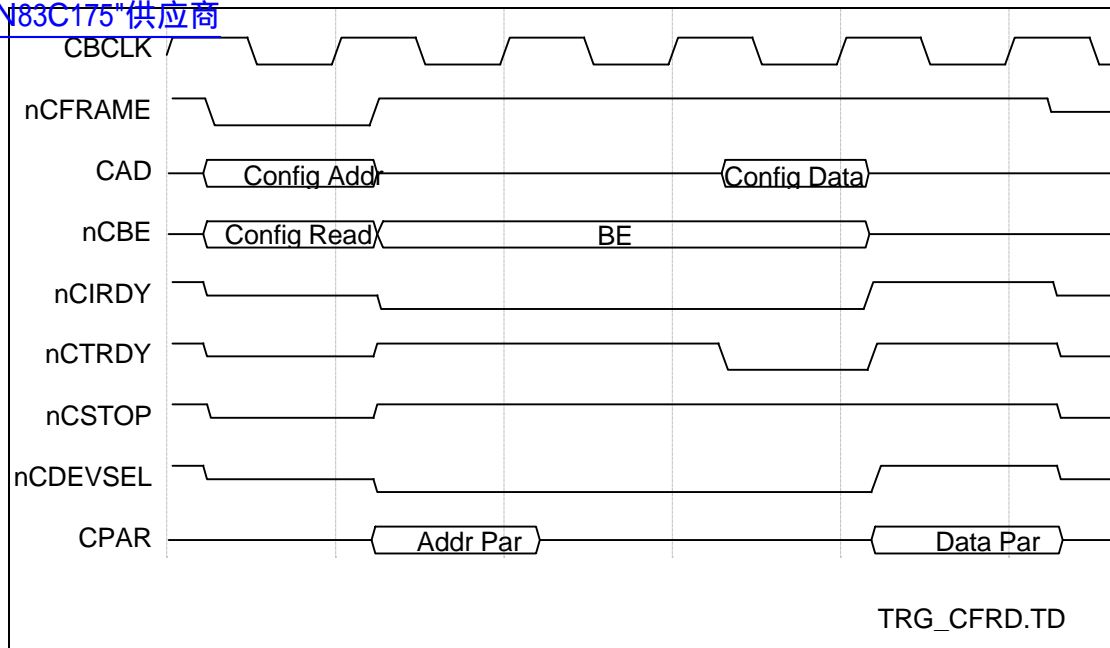 N83C175"供应商
CBCLK
nCFRAME
CAD Config Addr Config Data
nCBE Config Read BE
nCIRDY
nCTRDY
nCSTOP
nCDEVSEL
CPAR Addr Par Data Par
TRG_CFRD.TD